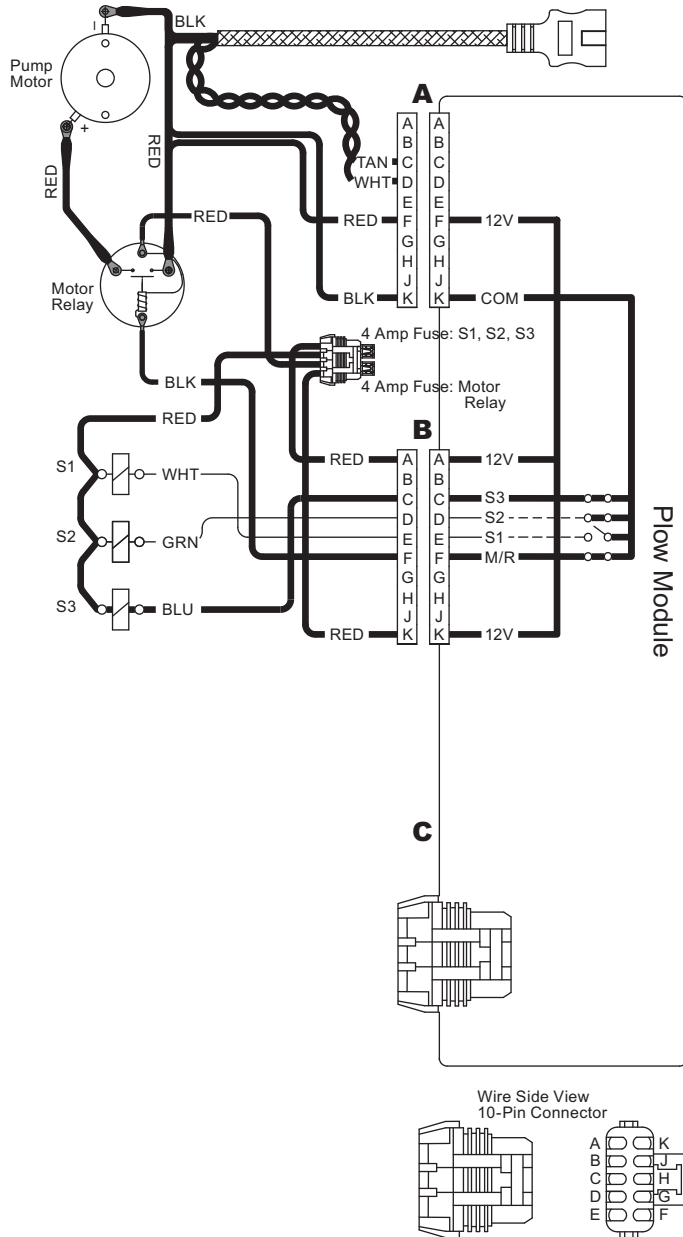 BLK
Pump
Motor
–
+
RED
RED
A
A A
B B
TAN C C
WHT D D
E E
RED RED F F 12V
G G
H H
J J
Motor
Relay
BLK K K COM
4 Amp Fuse: S1, S2, S3
BLK
4 Amp Fuse: Motor
Relay
RED
B
S1 WHT RED A A 12V
B B
C C S3
D D S2
S2 GRN E E S1
F F M/R
G G
H H
S3 BLU J J
RED K K 12V
Plow Module
C
Wire Side View
10-Pin Connector
A K
B J
C H
D G
E F